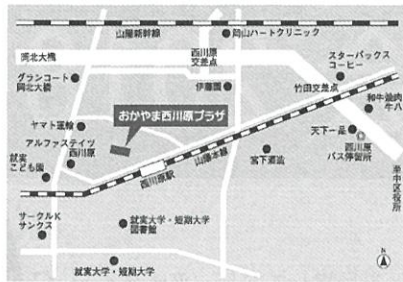 山陽新幹線
岡山ハートクリニック
岡北大橋
西川原
交差点
スターバックス
コーヒー
グランコート
岡北大橋
伊藤園
竹田交差点
和牛焼肉
牛八
おかやま西川原プラザ
ヤマト運輸
天下一品
アルファステイツ
西川原
山陽本線
西川原
バス停留所
宮下酒造
就実
こども園
西川原駅
中区役所
サークルK
サンクス
就実大学・短期大学
図書館
就実大学・短期大学
N